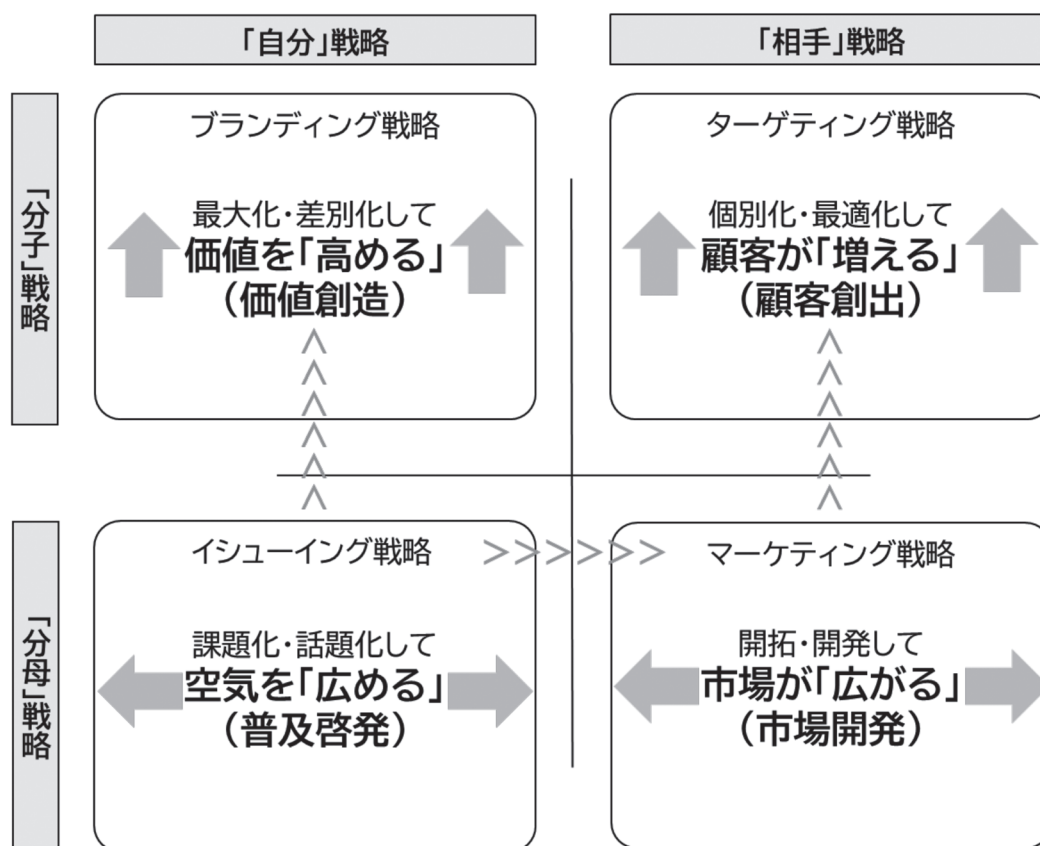 「自分」戦略
「相手」戦略
「分子」戦略
ブランディング戦略
最大化・差別化して
価値を「高める」
（価値創造）
ターゲティング戦略
個別化・最適化して
顧客が「増える」
（顧客創出）
「分母」戦略
イシューイング戦略
課題化・話題化して
空気を「広める」
（普及啓発）
マーケティング戦略
開拓・開発して
市場が「広がる」
（市場開発）